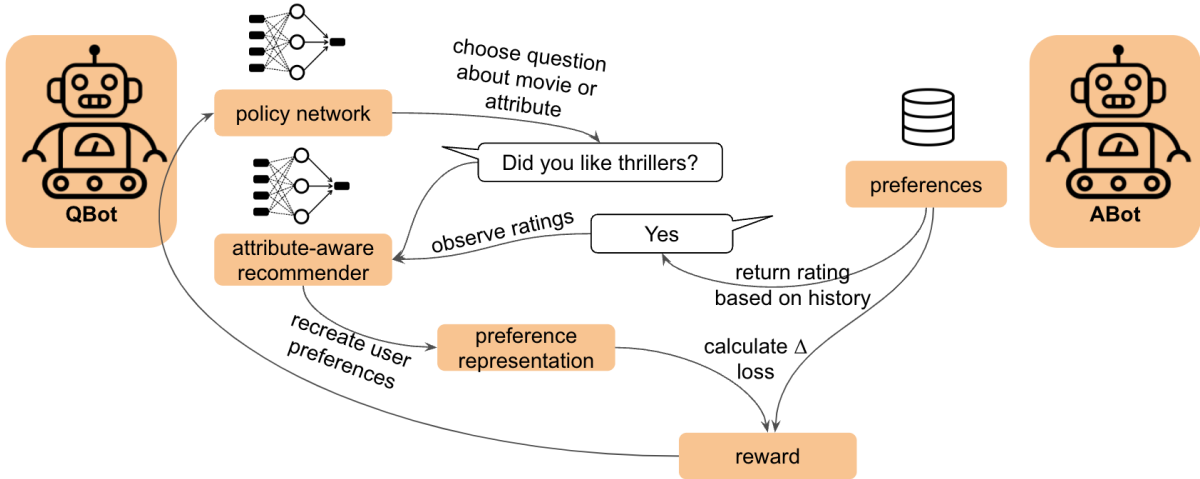 QBot
policy network
choose question
about movie or
attribute
Did you like thrillers?
preferences
ABot
attribute-aware
recommender
observe ratings
Yes
return rating
based on history
recreate user
preferences
preference
representation
calculate Δ
loss
reward